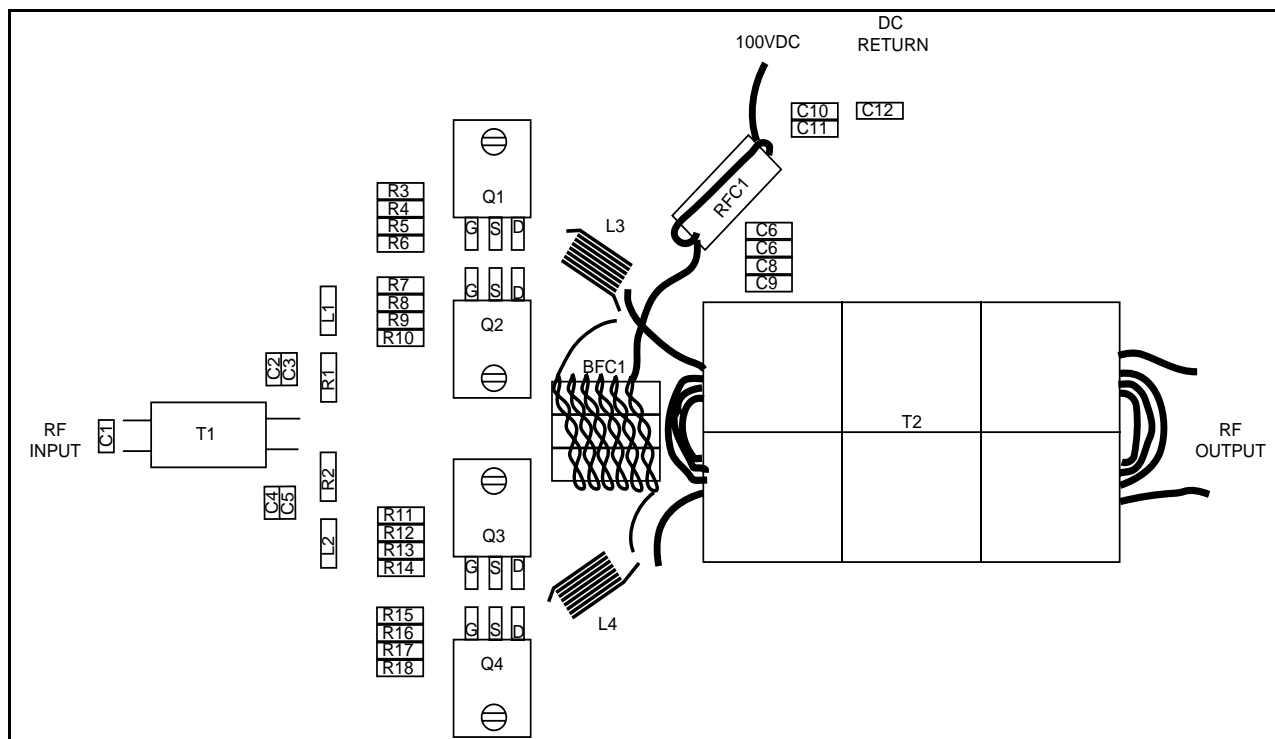 DC
RETURN
100VDC
C10
C11
C12
Q1
G S D
R3
R4
R5
R6
L3
RFC1
C6
C6
C8
C9
R7
R8
R9
R10
G S D
Q2
L1
C2
C3
R1
BFC1
RF
INPUT
C1
T1
T2
RF
OUTPUT
R2
C4
C5
L2
R11
R12
R13
R14
Q3
G S D
L4
R15
R16
R17
R18
G S D
Q4